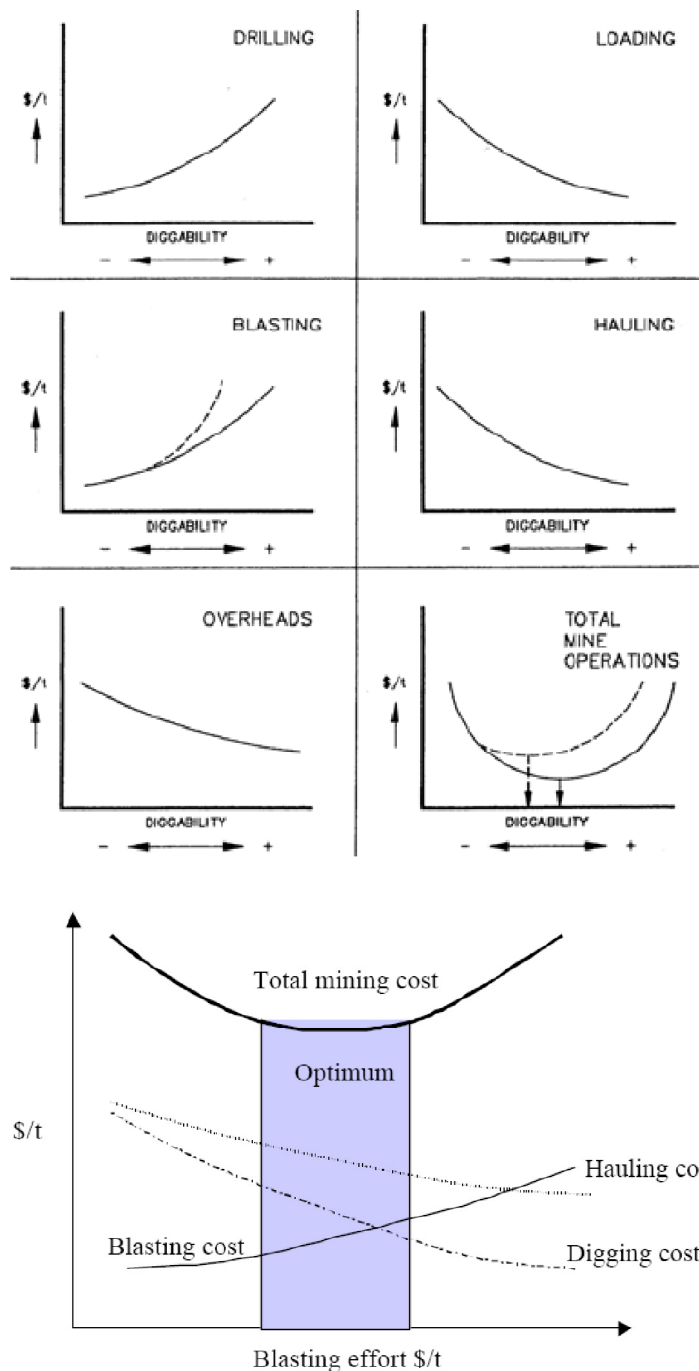 DRILLING
$/t
DIGGABILITY
- +
LOADING
$/t
DIGGABILITY
- +
BLASTING
$/t
DIGGABILITY
- +
HAULING
$/t
DIGGABILITY
- +
OVERHEADS
$/t
DIGGABILITY
- +
TOTAL
MINE
OPERATIONS
$/t
DIGGABILITY
- +
Total mining cost
Optimum
$/t
Hauling co
Blasting cost
Digging cost
Blasting effort $/t